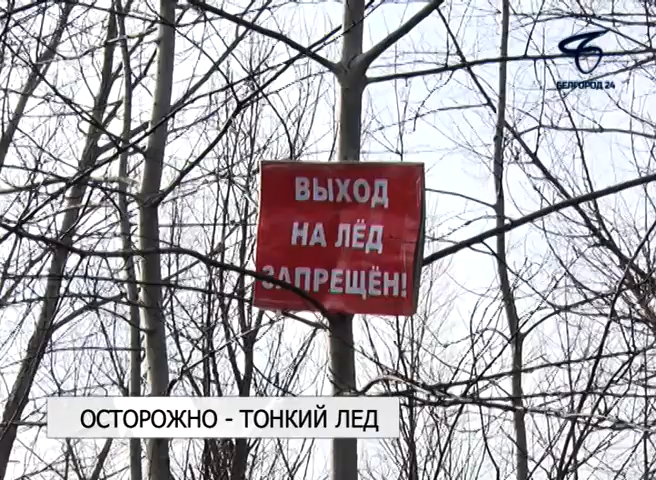 БЕЛГОРОД 24
ВЫХОД
НА ЛЁД
ЗАПРЕЩЁН!
ОСТОРОЖНО - ТОНКИЙ ЛЕД